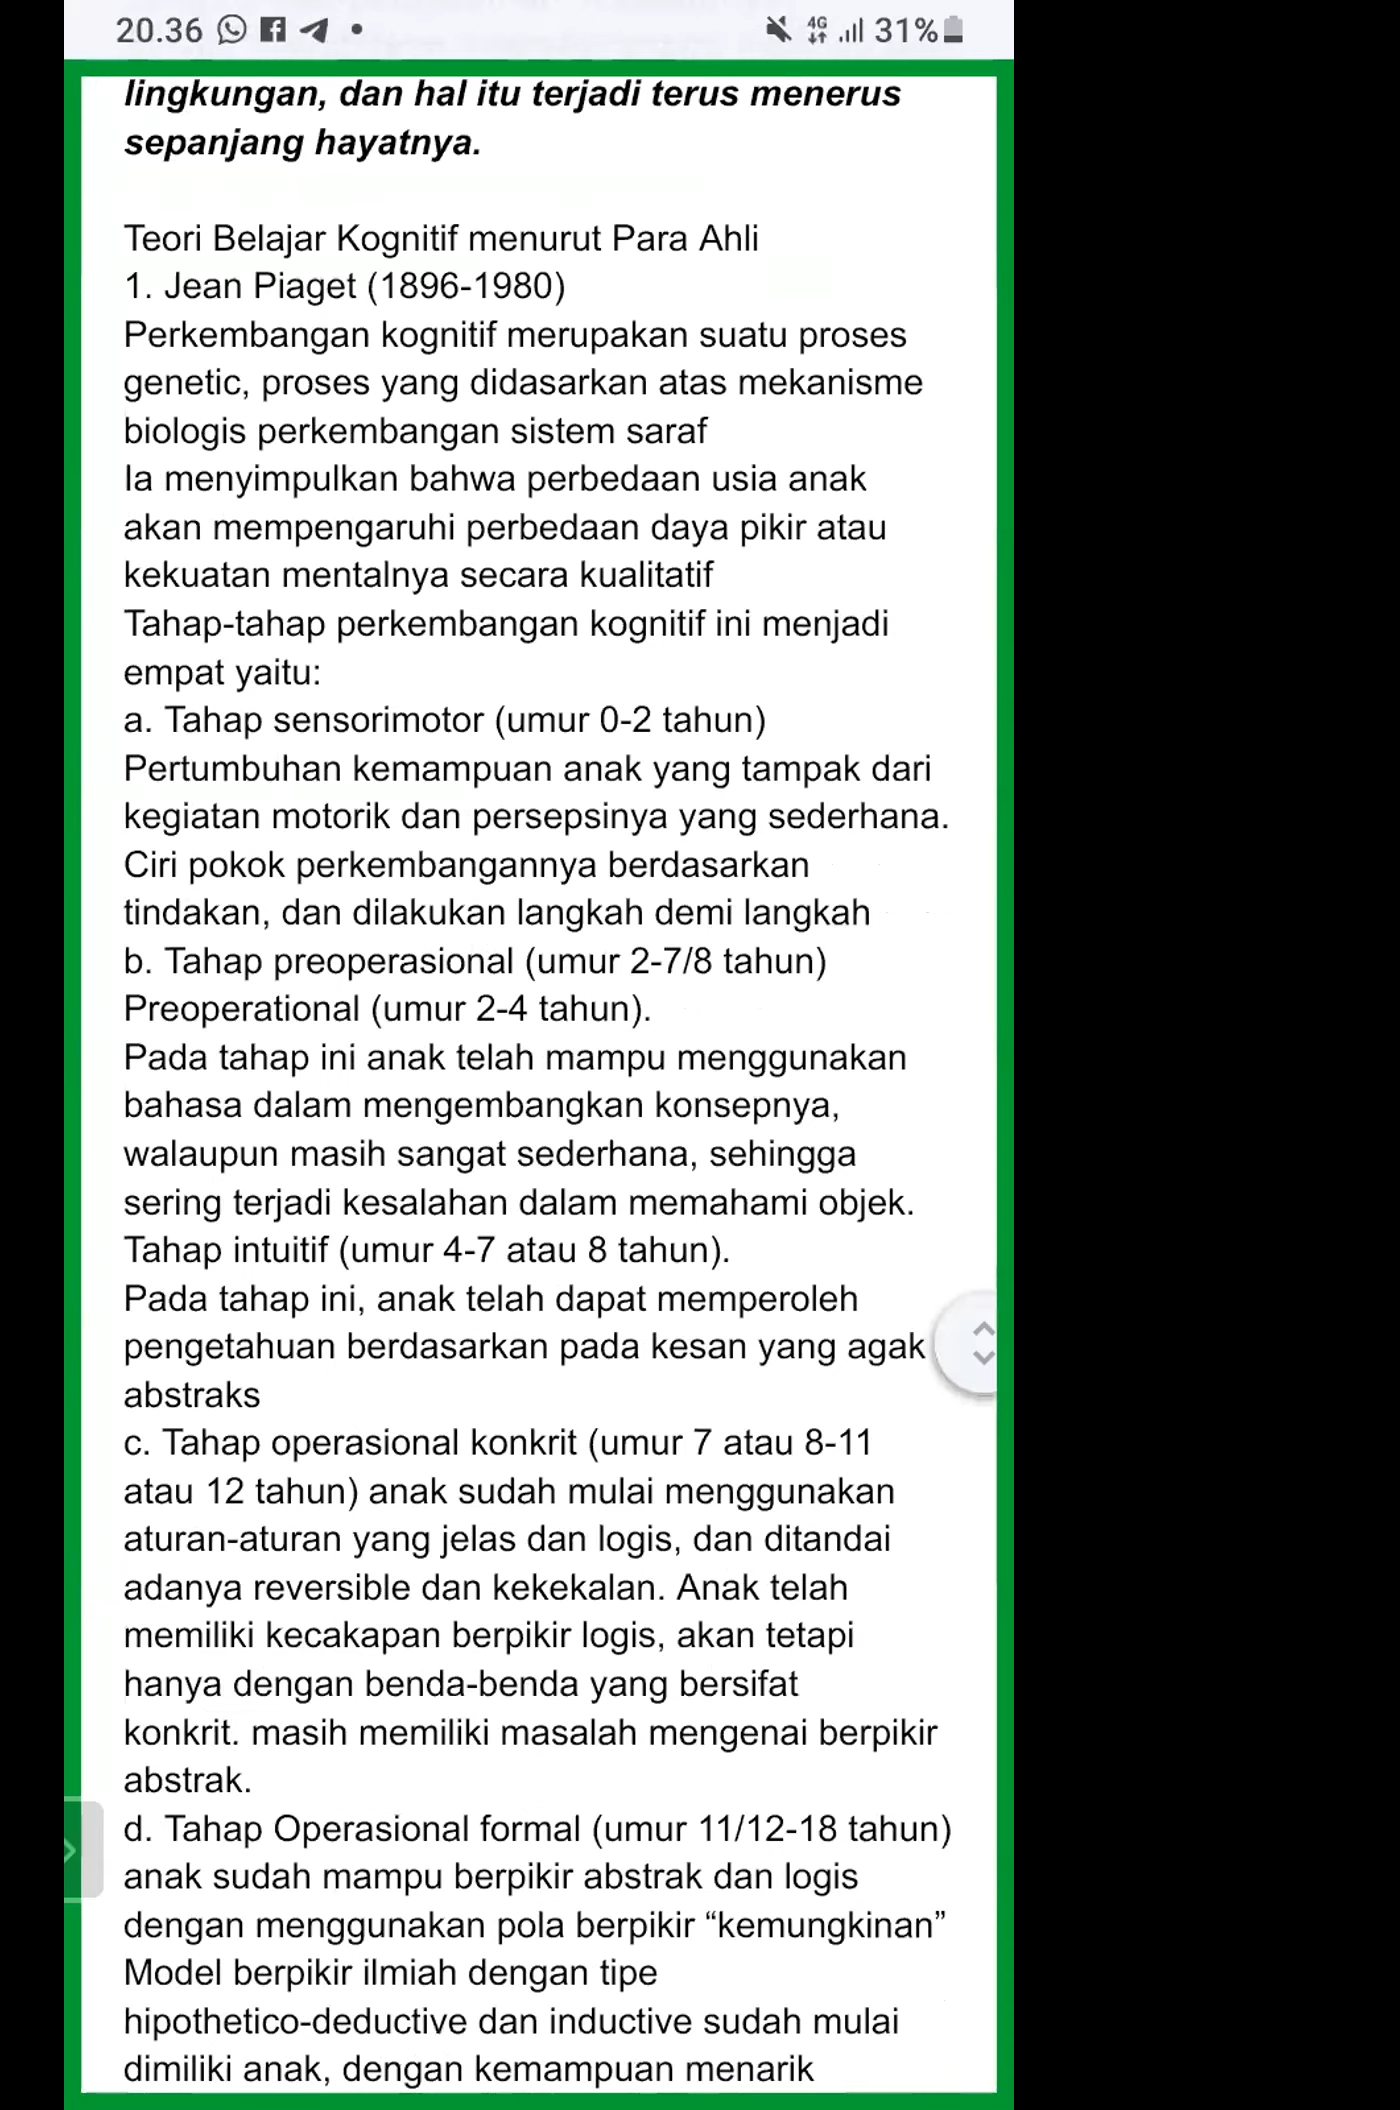 20.36 4G 31%
lingkungan, dan hal itu terjadi terus menerus
sepanjang hayatnya.
Teori Belajar Kognitif menurut Para Ahli
1. Jean Piaget (1896-1980)
Perkembangan kognitif merupakan suatu proses
genetic, proses yang didasarkan atas mekanisme
biologis perkembangan sistem saraf
Ia menyimpulkan bahwa perbedaan usia anak
akan mempengaruhi perbedaan daya pikir atau
kekuatan mentalnya secara kualitatif
Tahap-tahap perkembangan kognitif ini menjadi
empat yaitu:
a. Tahap sensorimotor (umur 0-2 tahun)
Pertumbuhan kemampuan anak yang tampak dari
kegiatan motorik dan persepsinya yang sederhana.
Ciri pokok perkembangannya berdasarkan
tindakan, dan dilakukan langkah demi langkah
b. Tahap preoperasional (umur 2-7/8 tahun)
Preoperational (umur 2-4 tahun).
Pada tahap ini anak telah mampu menggunakan
bahasa dalam mengembangkan konsepnya,
walaupun masih sangat sederhana, sehingga
sering terjadi kesalahan dalam memahami objek.
Tahap intuitif (umur 4-7 atau 8 tahun).
Pada tahap ini, anak telah dapat memperoleh
pengetahuan berdasarkan pada kesan yang agak
abstraks
c. Tahap operasional konkrit (umur 7 atau 8-11
atau 12 tahun) anak sudah mulai menggunakan
aturan-aturan yang jelas dan logis, dan ditandai
adanya reversible dan kekekalan. Anak telah
memiliki kecakapan berpikir logis, akan tetapi
hanya dengan benda-benda yang bersifat
konkrit. masih memiliki masalah mengenai berpikir
abstrak.
d. Tahap Operasional formal (umur 11/12-18 tahun)
anak sudah mampu berpikir abstrak dan logis
dengan menggunakan pola berpikir “kemungkinan”
Model berpikir ilmiah dengan tipe
hipothetico-deductive dan inductive sudah mulai
dimiliki anak, dengan kemampuan menarik